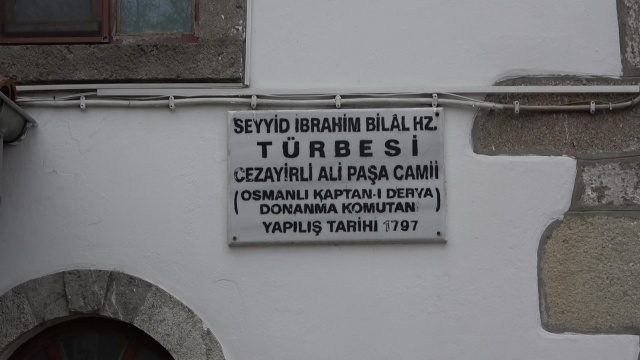 SEYYİD İBRAHİM BİLÂL HZ.
TÜRBESİ
CEZAYİRLİ ALİ PAŞA CAMİİ
(OSMANLI KAPTAN-I DERYA
DONANMA KOMUTAN)
YAPILIŞ TARİHİ 1797